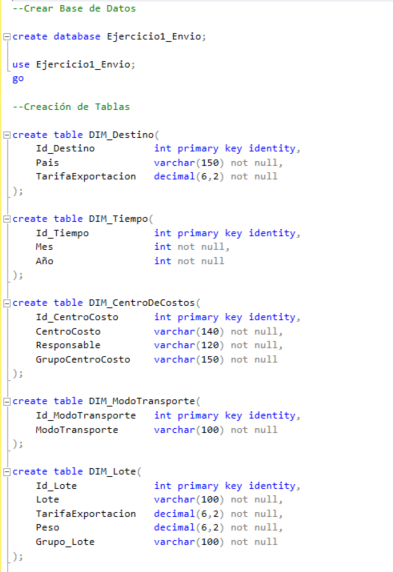 --Crear Base de Datos
create database Ejercicio1_Envio;
use Ejercicio1_Envio;
go
--Creación de Tablas
create table DIM_Destino(
Id_Destino int primary key identity,
Pais varchar(150) not null,
TarifaExportacion decimal(6,2) not null
);
create table DIM_Tiempo(
Id_Tiempo int primary key identity,
Mes int not null,
Año int not null
);
create table DIM_CentroDeCostos(
Id_CentroCosto int primary key identity,
CentroCosto varchar(140) not null,
Responsable varchar(120) not null,
GrupoCentroCosto varchar(150) not null,
);
create table DIM_ModoTransporte(
Id_ModoTransporte int primary key identity,
ModoTransporte varchar(100) not null
);
create table DIM_Lote(
Id_Lote int primary key identity,
Lote varchar(100) not null,
TarifaExportacion decimal(6,2) not null,
Peso decimal(6,2) not null,
Grupo_Lote varchar(100) not null
);